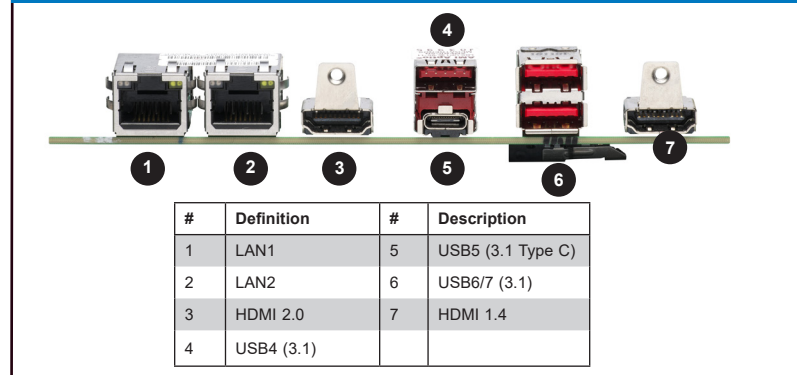 4
1
2
3
5
6
7
# Definition # Description
1 LAN1 5 USB5 (3.1 Type C)
2 LAN2 6 USB6/7 (3.1)
3 HDMI 2.0 7 HDMI 1.4
4 USB4 (3.1)